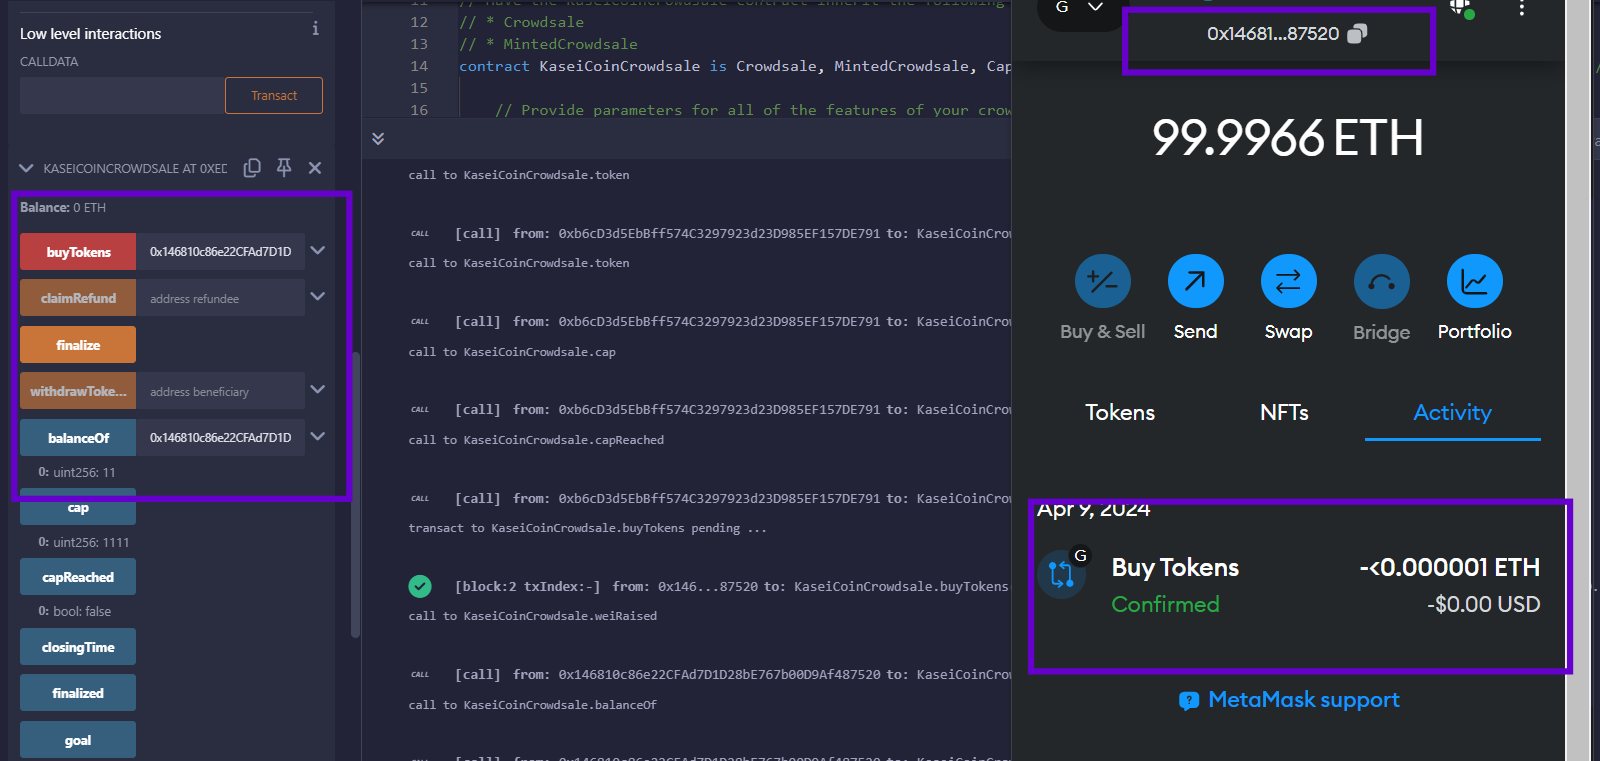 Low level interactions
i
CALLDATA
Transact
KASEICOINCROWDSALE AT 0XED
Balance: 0 ETH
buyTokens
0x146810c86e22CFAd7D1D
claimRefund
address refundee
finalize
withdrawToke...
address beneficiary
balanceOf
0x146810c86e22CFAd7D1D
0: uint256: 11
cap
0: uint256: 1111
capReached
0: bool: false
closingTime
finalized
goal
11
12 // * Crowdsale
13 // * MintedCrowdsale
14 contract KaseiCoinCrowdsale is Crowdsale, MintedCrowdsale, Cap
15
16 // Provide parameters for all of the features of your crow
call to KaseiCoinCrowdsale.token
CALL [call] from: 0xb6cD3d5EbBff574C3297923d23D985EF157DE791 to: KaseiCoinCrow
call to KaseiCoinCrowdsale.token
CALL [call] from: 0xb6cD3d5EbBff574C3297923d23D985EF157DE791 to: KaseiCoinCrow
call to KaseiCoinCrowdsale.cap
CALL [call] from: 0xb6cD3d5EbBff574C3297923d23D985EF157DE791 to: KaseiCoinCrow
call to KaseiCoinCrowdsale.capReached
CALL [call] from: 0xb6cD3d5EbBff574C3297923d23D985EF157DE791 to: KaseiCoinCrow
transact to KaseiCoinCrowdsale.buyTokens pending ...
[block:2 txIndex:-] from: 0x146...87520 to: KaseiCoinCrowdsale.buyTokens
call to KaseiCoinCrowdsale.weiRaised
CALL [call] from: 0x146810c86e22CFAd7D1D28bE767b00D9Af487520 to: KaseiCoinCrow
call to KaseiCoinCrowdsale.balanceOf
G
0x14681...87520
99.9966 ETH
Buy & Sell
Send
Swap
Bridge
Portfolio
Tokens
NFTs
Activity
Apr 9, 2024
G
Buy Tokens
-<0.000001 ETH
Confirmed
-$0.00 USD
MetaMask support